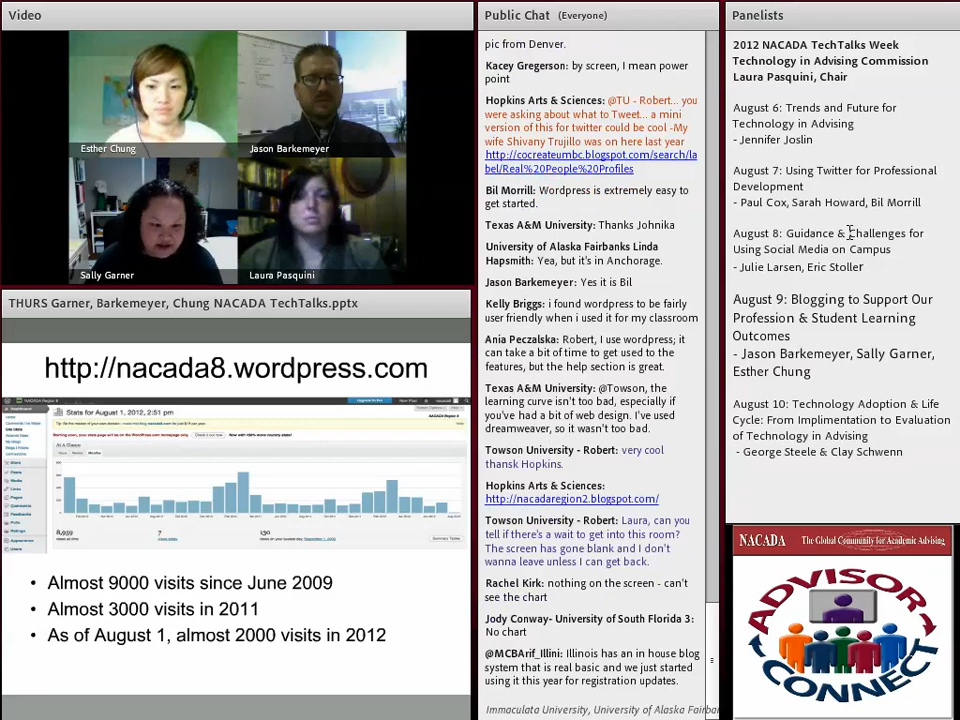 Video
Esther Chung
Jason Barkemeyer
Sally Garner
Laura Pasquini
THURS Garner, Barkemeyer, Chung NACADA TechTalks.pptx
http://nacada8.wordpress.com
Stats for August 1, 2012, 2:51 pm
8,959
7
130
• Almost 9000 visits since June 2009
• Almost 3000 visits in 2011
• As of August 1, almost 2000 visits in 2012
Public Chat (Everyone)
pic from Denver.
Kacey Gregerson: by screen, I mean power
point
Hopkins Arts & Sciences: @TU - Robert... you
were asking about what to Tweet... a mini
version of this for twitter could be cool -My
wife Shivany Trujillo was on here last year
http://cocreateumbc.blogspot.com/search/la
bel/Real%20People%20Profiles
Bil Morrill: Wordpress is extremely easy to
get started.
Texas A&M University: Thanks Johnika
University of Alaska Fairbanks Linda
Hapsmith: Yea, but it's in Anchorage.
Jason Barkemeyer: Yes it is Bil
Kelly Briggs: i found wordpress to be fairly
user friendly when i used it for my classroom
Ania Peczalska: Robert, I use wordpress; it
can take a bit of time to get used to the
features, but the help section is great.
Texas A&M University: @Towson, the
learning curve isn't too bad, especially if
you've had a bit of web design. I've used
dreamweaver, so it wasn't too bad.
Towson University - Robert: very cool
thansk Hopkins.
Hopkins Arts & Sciences:
http://nacadaregion2.blogspot.com/
Towson University - Robert: Laura, can you
tell if there's a wait to get into this room?
The screen has gone blank and I don't
wanna leave unless I can get back.
Rachel Kirk: nothing on the screen - can't
see the chart
Jody Conway- University of South Florida 3:
No chart
@MCBArif_Illini: Illinois has an in house blog
system that is real basic and we just started
using it this year for registration updates.
Immaculata University, University of Alaska Fairban
Panelists
2012 NACADA TechTalks Week
Technology in Advising Commission
Laura Pasquini, Chair
August 6: Trends and Future for
Technology in Advising
- Jennifer Joslin
August 7: Using Twitter for Professional
Development
- Paul Cox, Sarah Howard, Bil Morrill
August 8: Guidance & Challenges for
Using Social Media on Campus
- Julie Larsen, Eric Stoller
August 9: Blogging to Support Our
Profession & Student Learning
Outcomes
- Jason Barkemeyer, Sally Garner,
Esther Chung
August 10: Technology Adoption & Life
Cycle: From Implimentation to Evaluation
of Technology in Advising
- George Steele & Clay Schwenn
NACADA The Global Community for Academic Advising
ADVISOR
CONNECT